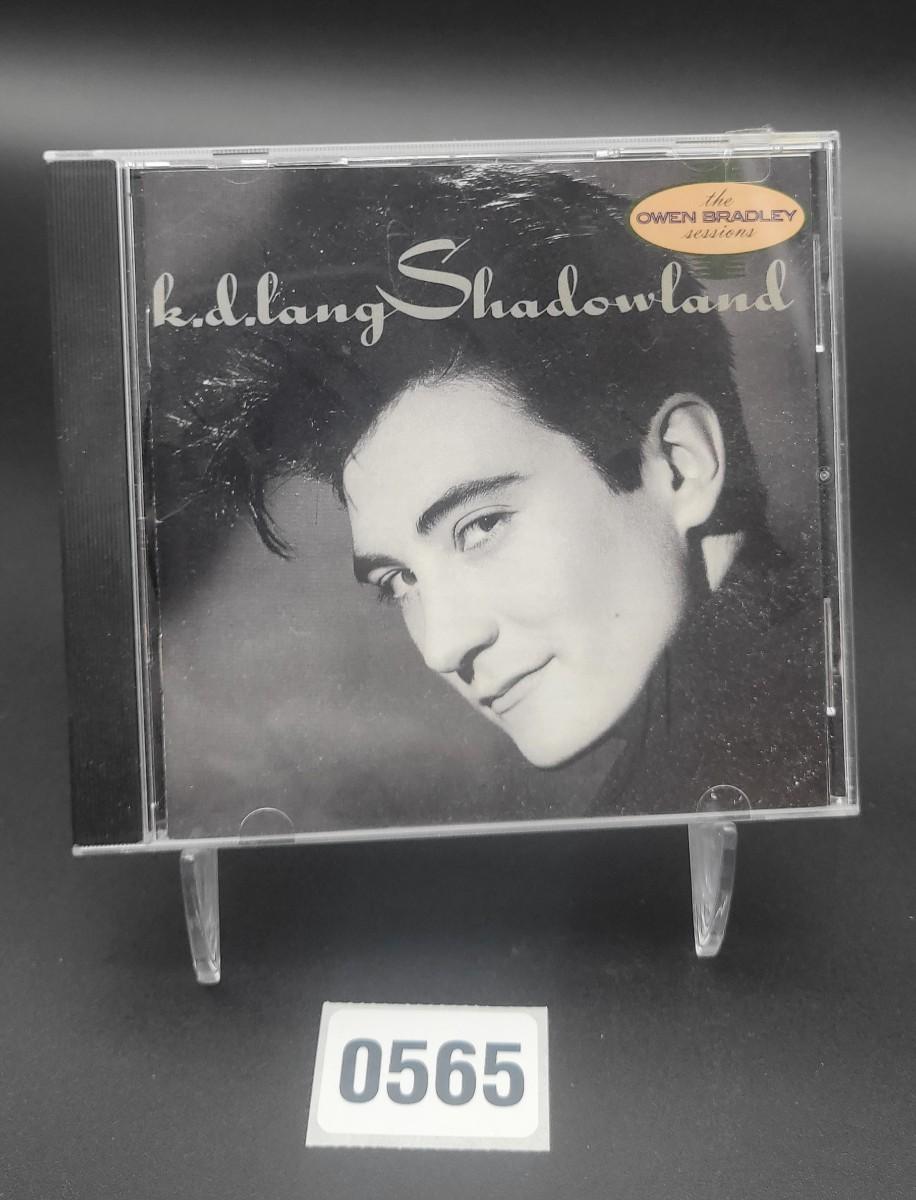 the
OWEN BRADLEY
sessions
k.d.lang Shadowland
0565